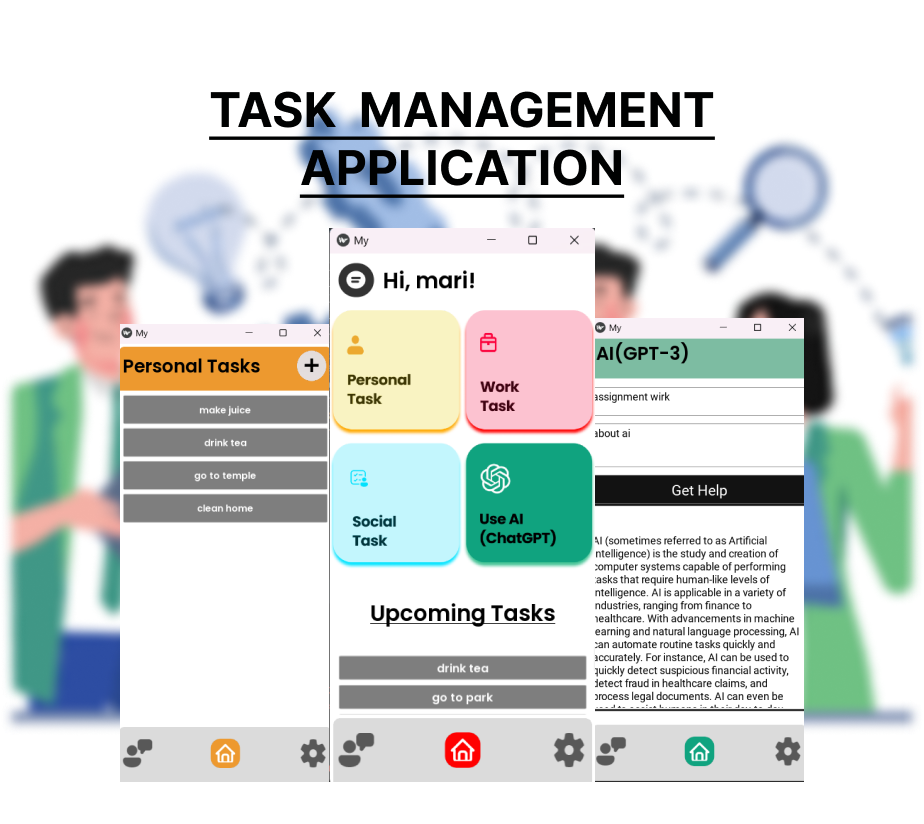 TASK MANAGEMENT
APPLICATION
My
Personal Tasks
make juice
drink tea
go to temple
clean home
My
Hi, mari!
Personal
Task
Work
Task
Social
Task
Use AI
(ChatGPT)
Upcoming Tasks
drink tea
go to park
My
AI(GPT-3)
assignment wirk
about ai
Get Help
AI (sometimes referred to as Artificial
ntelligence) is the study and creation of
computer systems capable of performing
tasks that require human-like levels of
ntelligence. AI is applicable in a variety of
ndustries, ranging from finance to
healthcare. With advancements in machine
earning and natural language processing, AI
can automate routine tasks quickly and
accurately. For instance, AI can be used to
quickly detect suspicious financial activity,
detect fraud in healthcare claims, and
process legal documents. AI can even be